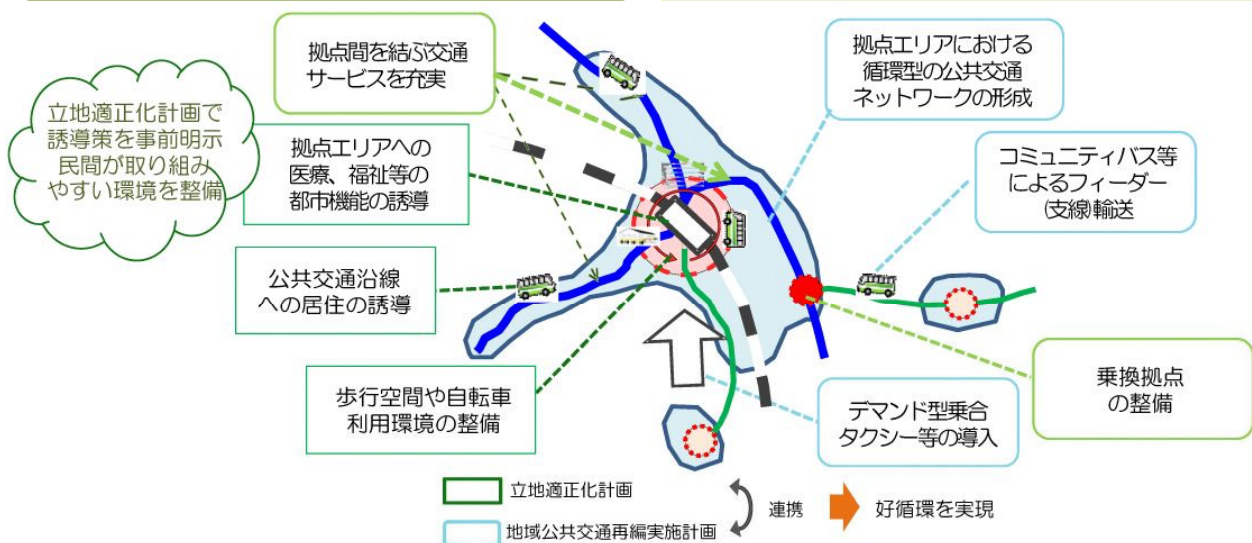 拠点間を結ぶ交通
サービスを充実
拠点エリアにおける
循環型の公共交通
ネットワークの形成
立地適正化計画で
誘導策を事前明示
民間が取り組み
やすい環境を整備
拠点エリアへの
医療、福祉等の
都市機能の誘導
コミュニティバス等
によるフィーダー
(支線)輸送
公共交通沿線
への居住の誘導
歩行空間や自転車
利用環境の整備
デマンド型乗合
タクシー等の導入
乗換拠点
の整備
立地適正化計画
地域公共交通再編実施計画
連携
好循環を実現